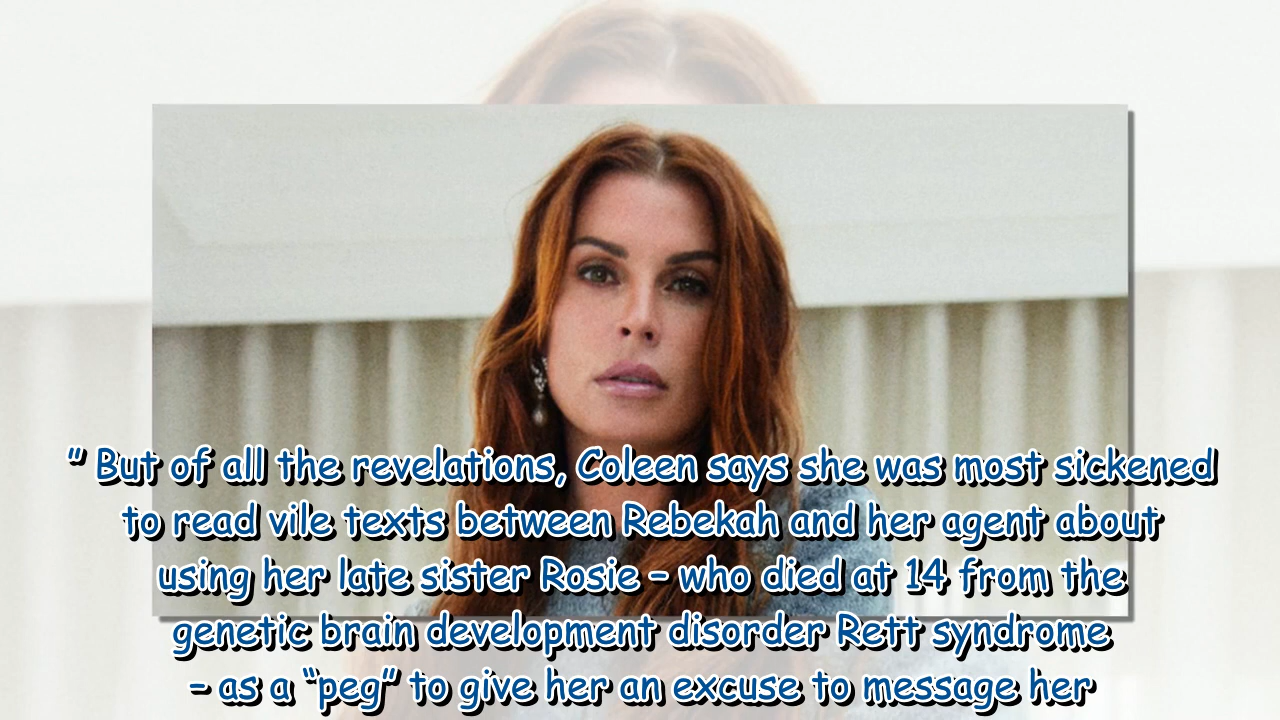 ” But of all the revelations, Coleen says she was most sickened
to read vile texts between Rebekah and her agent about
using her late sister Rosie – who died at 14 from the
genetic brain development disorder Rett syndrome
– as a “peg” to give her an excuse to message her